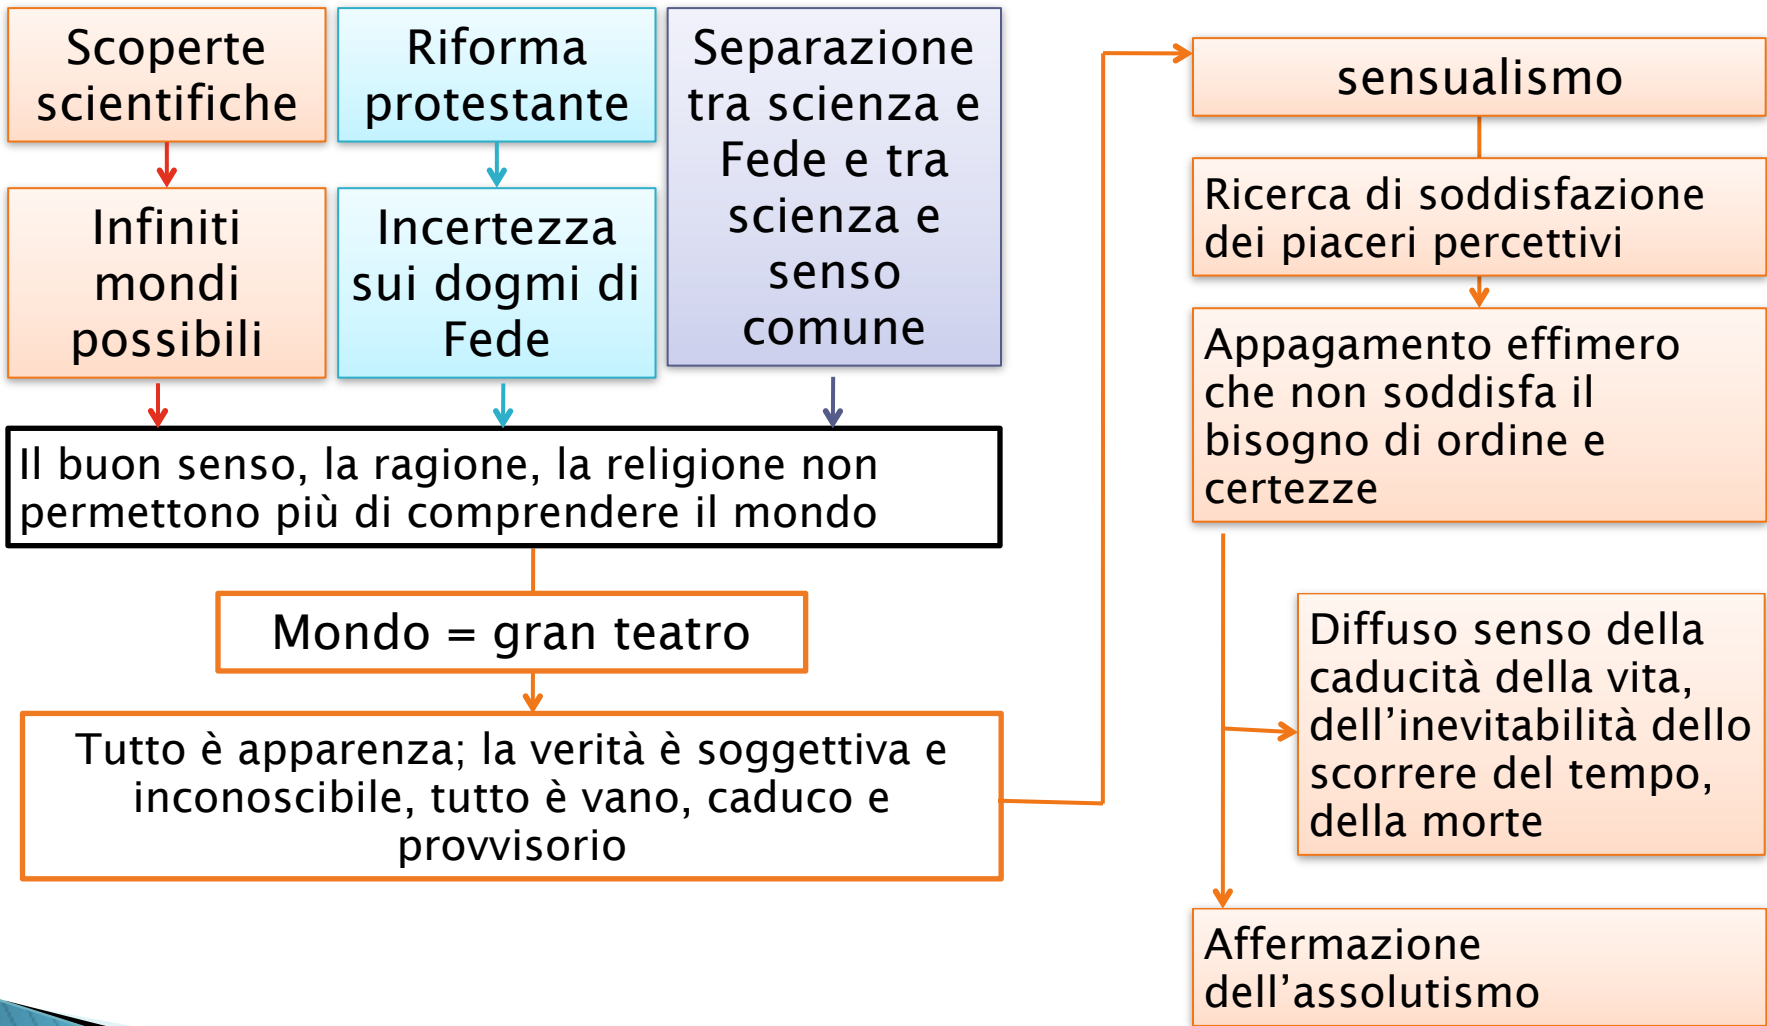 Scoperte
scientifiche
Riforma
protestante
Separazione
tra scienza e
Fede e tra
scienza e
senso
comune
Infiniti
mondi
possibili
Incertezza
sui dogmi di
Fede
Il buon senso, la ragione, la religione non
permettono più di comprendere il mondo
Mondo = gran teatro
Tutto è apparenza; la verità è soggettiva e
inconoscibile, tutto è vano, caduco e
provvisorio
sensualismo
Ricerca di soddisfazione
dei piaceri percettivi
Appagamento effimero
che non soddisfa il
bisogno di ordine e
certezze
Diffuso senso della
caducità della vita,
dell’inevitabilità dello
scorrere del tempo,
della morte
Affermazione
dell’assolutismo